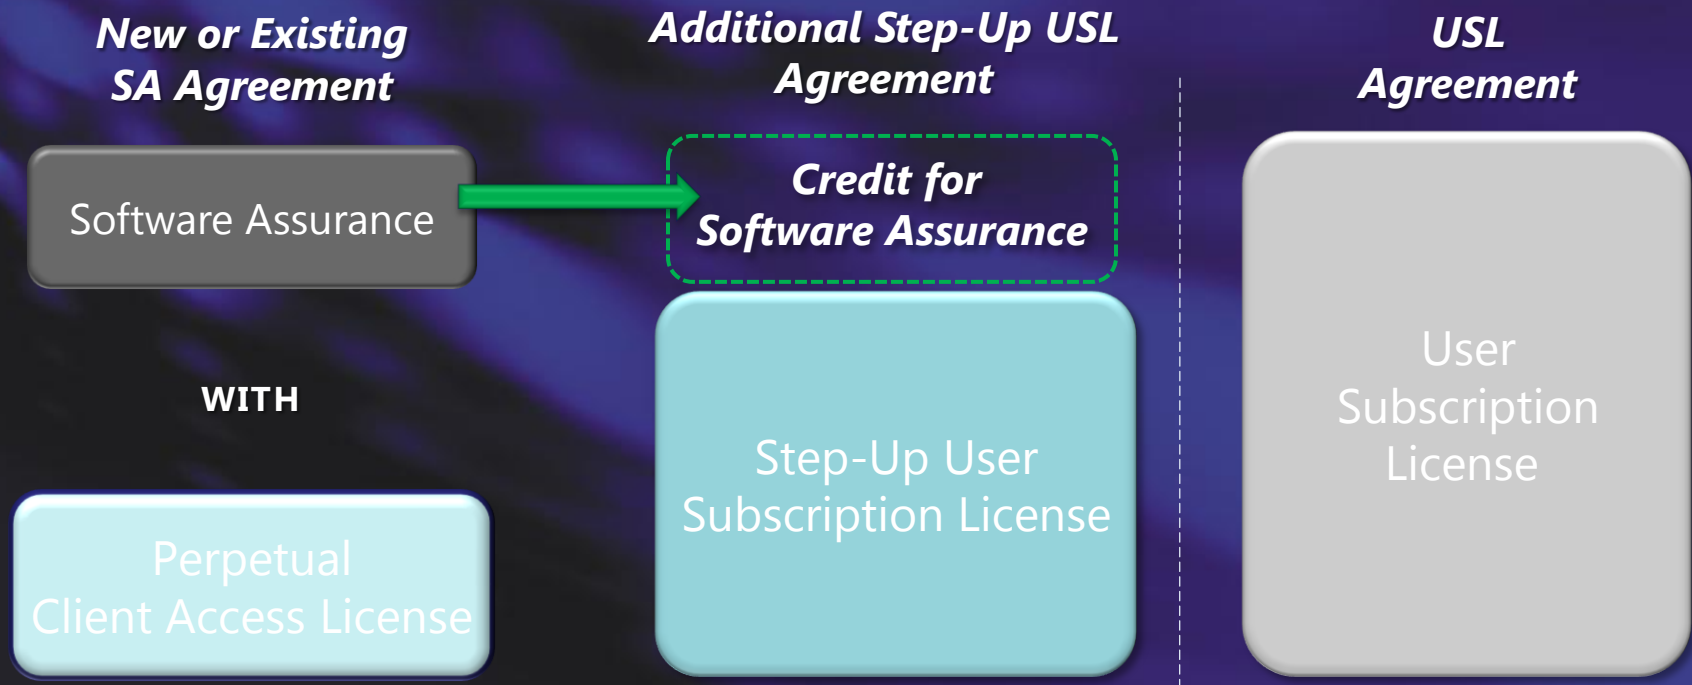 New or Existing
SA Agreement
Software Assurance
WITH
Perpetual
Client Access License
Additional Step-Up USL
Agreement
Credit for
Software Assurance
Step-Up User
Subscription License
USL
Agreement
User
Subscription
License